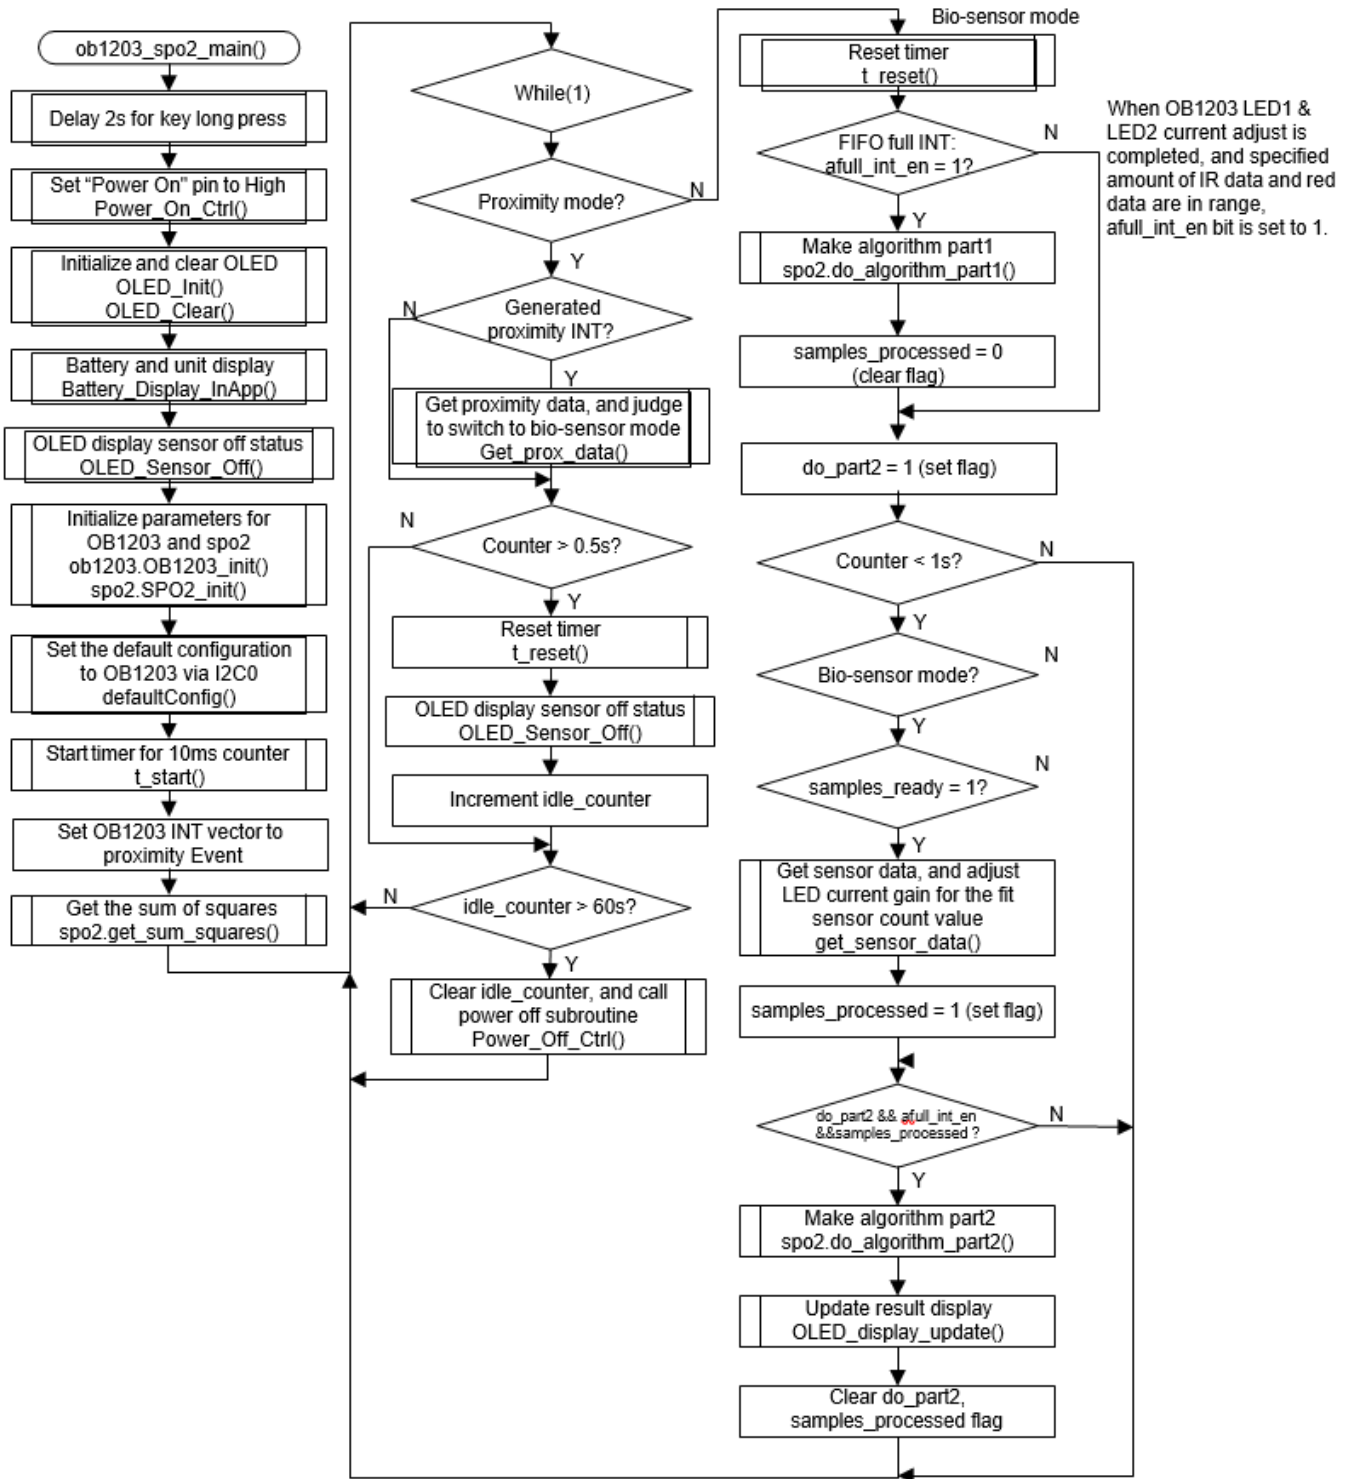 ob1203_spo2_main()
Delay 2s for key long press
Set “Power On” pin to High
Power_On_Ctrl()
Initialize and clear OLED
OLED_Init()
OLED_Clear()
Battery and unit display
Battery_Display_InApp()
OLED display sensor off status
OLED_Sensor_Off()
Initialize parameters for
OB1203 and spo2
ob1203.OB1203_init()
spo2.SPO2_init()
Set the default configuration
to OB1203 via I2C0
defaultConfig()
Start timer for 10ms counter
t_start()
Set OB1203 INT vector to
proximity Event
Get the sum of squares
spo2.get_sum_squares()
While(1)
Proximity mode?
N
Y
Generated
proximity INT?
N
Y
Get proximity data, and judge
to switch to bio-sensor mode
Get_prox_data()
N
Counter > 0.5s?
Y
Reset timer
t_reset()
OLED display sensor off status
OLED_Sensor_Off()
Increment idle_counter
N
idle_counter > 60s?
Y
Clear idle_counter, and call
power off subroutine
Power_Off_Ctrl()
Bio-sensor mode
Reset timer
t_reset()
FIFO full INT:
afull_int_en = 1?
N
Y
When OB1203 LED1 &
LED2 current adjust is
completed, and specified
amount of IR data and red
data are in range,
afull_int_en bit is set to 1.
Make algorithm part1
spo2.do_algorithm_part1()
samples_processed = 0
(clear flag)
do_part2 = 1 (set flag)
Counter < 1s?
N
Y
Bio-sensor mode?
N
Y
samples_ready = 1?
N
Y
Get sensor data, and adjust
LED current gain for the fit
sensor count value
get_sensor_data()
samples_processed = 1 (set flag)
do_part2 && afull_int_en
&&samples_processed ?
N
Y
Make algorithm part2
spo2.do_algorithm_part2()
Update result display
OLED_display_update()
Clear do_part2,
samples_processed flag